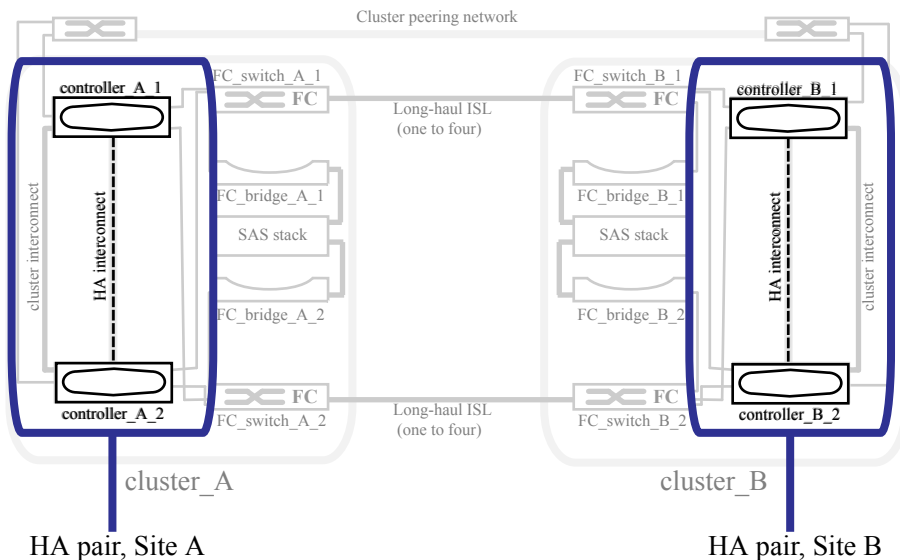 Cluster peering network
controller_A_1
FC_switch_A_1
FC
Long-haul ISL
(one to four)
FC_switch_B_1
FC
controller_B_1
cluster interconnect
HA interconnect
FC_bridge_A_1
SAS stack
FC_bridge_A_2
FC_bridge_B_1
SAS stack
FC_bridge_B_2
HA interconnect
cluster interconnect
controller_A_2
FC
FC_switch_A_2
Long-haul ISL
(one to four)
FC
FC_switch_B_2
controller_B_2
cluster_A
cluster_B
HA pair, Site A
HA pair, Site B